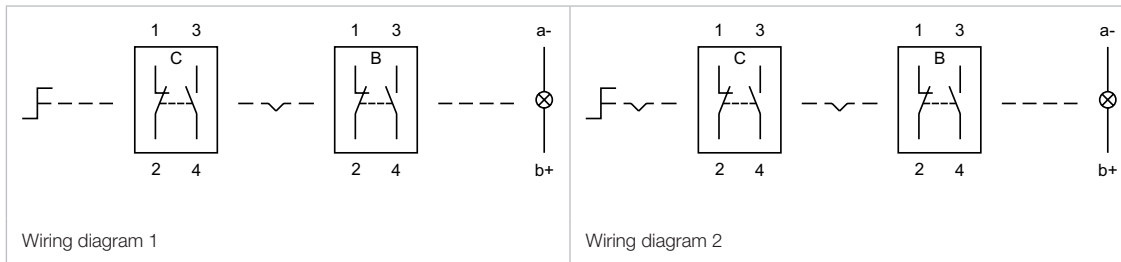 1 3 1 3 a-
C B
2 4 2 4 b+
Wiring diagram 1
1 3 1 3 a-
C B
2 4 2 4 b+
Wiring diagram 2